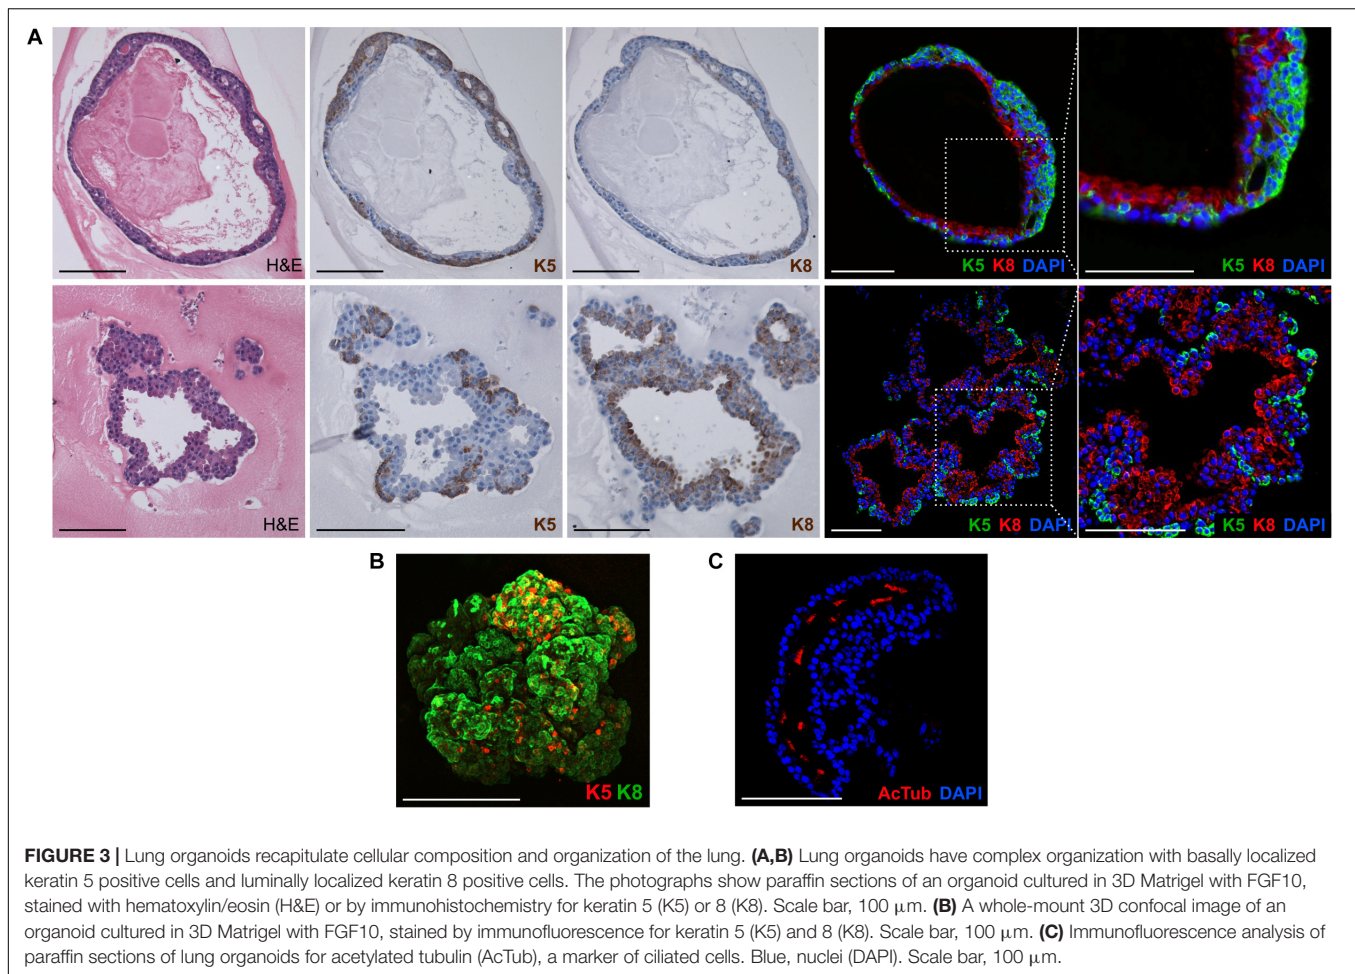 A
H&E
K5
K8
K5 K8 DAPI
K5 K8 DAPI
H&E
K5
K8
K5 K8 DAPI
K5 K8 DAPI
B
K5 K8
C
AcTub DAPI
FIGURE 3 | Lung organoids recapitulate cellular composition and organization of the lung. (A,B) Lung organoids have complex organization with basally localized
keratin 5 positive cells and luminally localized keratin 8 positive cells. The photographs show paraffin sections of an organoid cultured in 3D Matrigel with FGF10,
stained with hematoxylin/eosin (H&E) or by immunohistochemistry for keratin 5 (K5) or 8 (K8). Scale bar, 100 μm. (B) A whole-mount 3D confocal image of an
organoid cultured in 3D Matrigel with FGF10, stained by immunofluorescence for keratin 5 (K5) and 8 (K8). Scale bar, 100 μm. (C) Immunofluorescence analysis of
paraffin sections of lung organoids for acetylated tubulin (AcTub), a marker of ciliated cells. Blue, nuclei (DAPI). Scale bar, 100 μm.